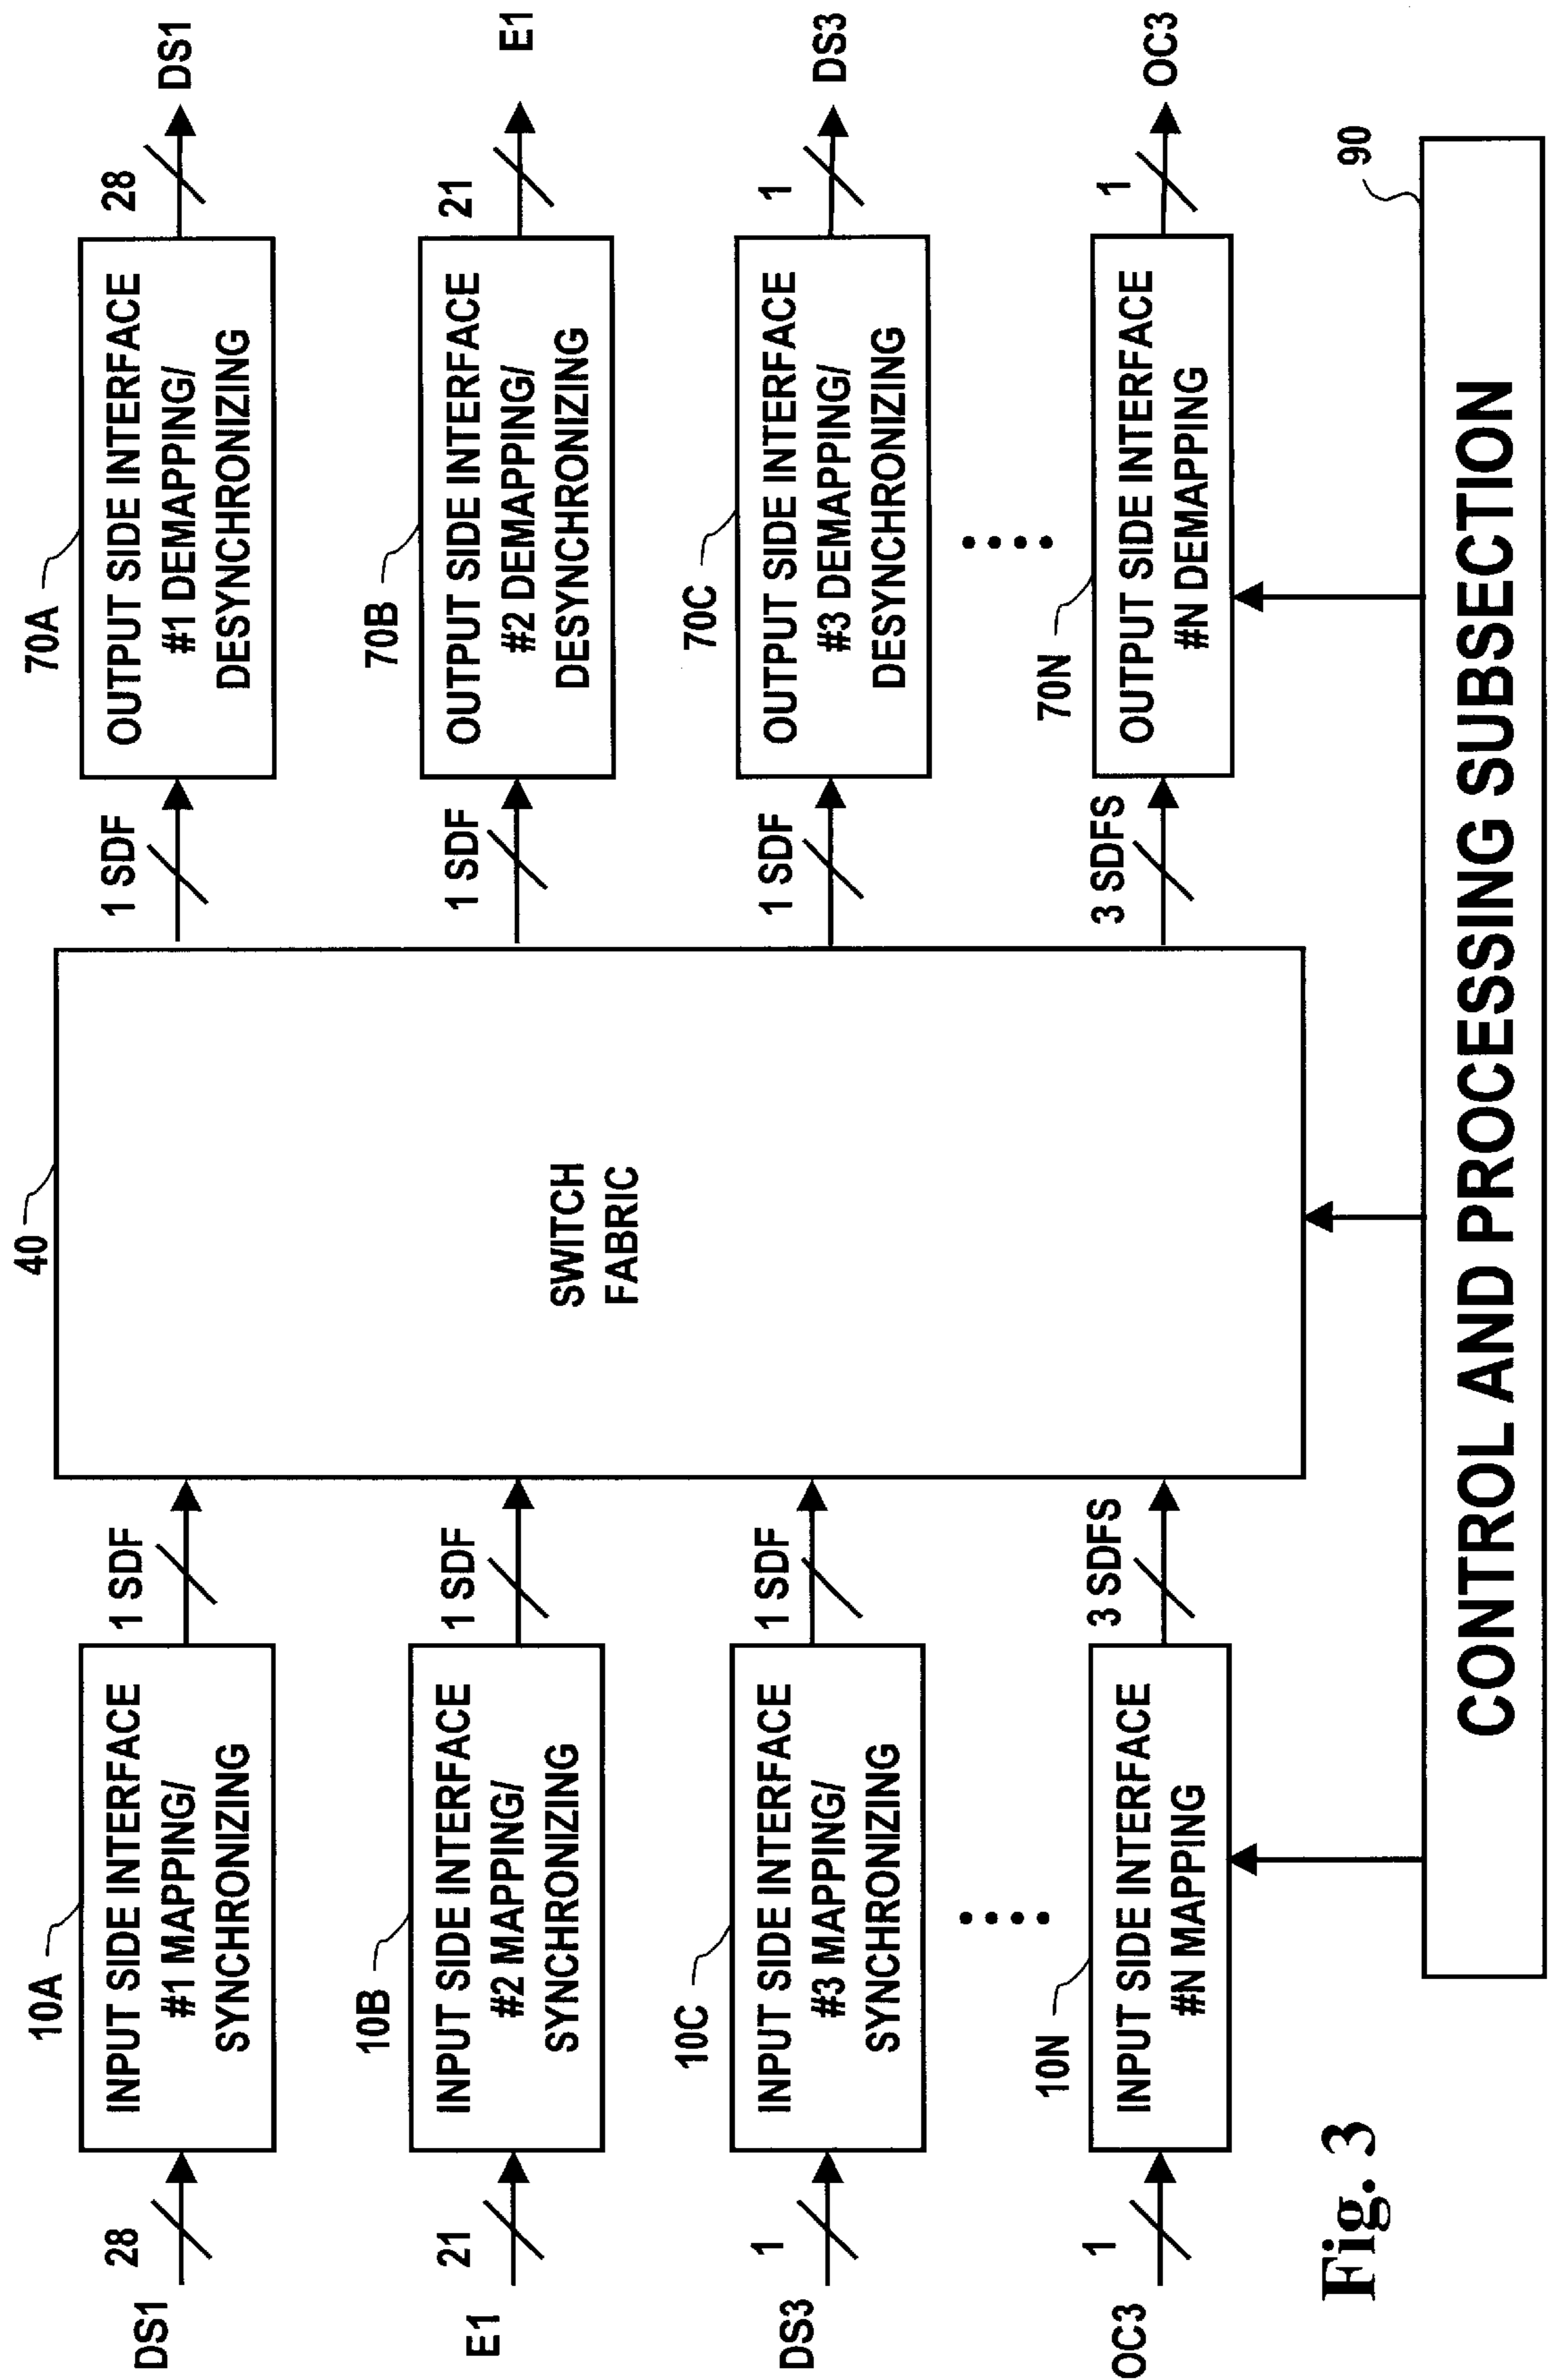 40
10A
70A
DS1
28
INPUT SIDE INTERFACE
#1 MAPPING/
SYNCHRONIZING
1 SDF
1 SDF
OUTPUT SIDE INTERFACE
#1 DEMAPPING/
DESYNCHRONIZING
28
DS1
10B
70B
E1
21
INPUT SIDE INTERFACE
#2 MAPPING/
SYNCHRONIZING
1 SDF
SWITCH
FABRIC
1 SDF
OUTPUT SIDE INTERFACE
#2 DEMAPPING/
DESYNCHRONIZING
21
E1
10C
70C
DS3
1
INPUT SIDE INTERFACE
#3 MAPPING/
SYNCHRONIZING
1 SDF
1 SDF
OUTPUT SIDE INTERFACE
#3 DEMAPPING/
DESYNCHRONIZING
1
DS3
10N
70N
OC3
1
INPUT SIDE INTERFACE
#N MAPPING
3 SDFS
3 SDFS
OUTPUT SIDE INTERFACE
#N DEMAPPING
1
OC3
90
CONTROL AND PROCESSING SUBSECTION
Fig. 3